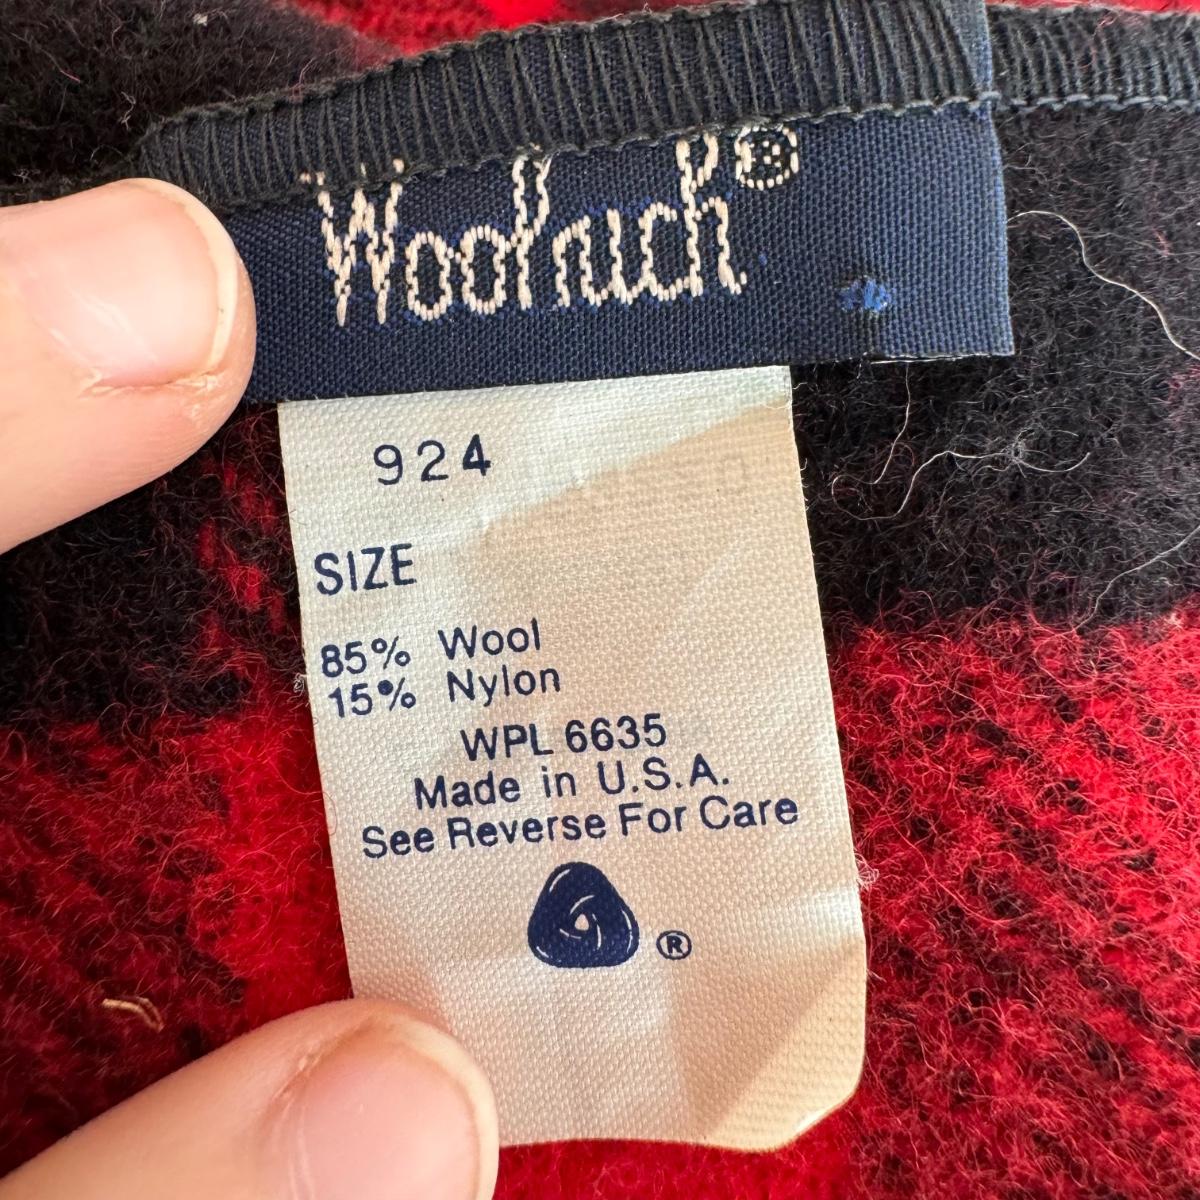 Woolrich®
924
SIZE
85% Wool
15% Nylon
WPL 6635
Made in U.S.A.
See Reverse For Care
®